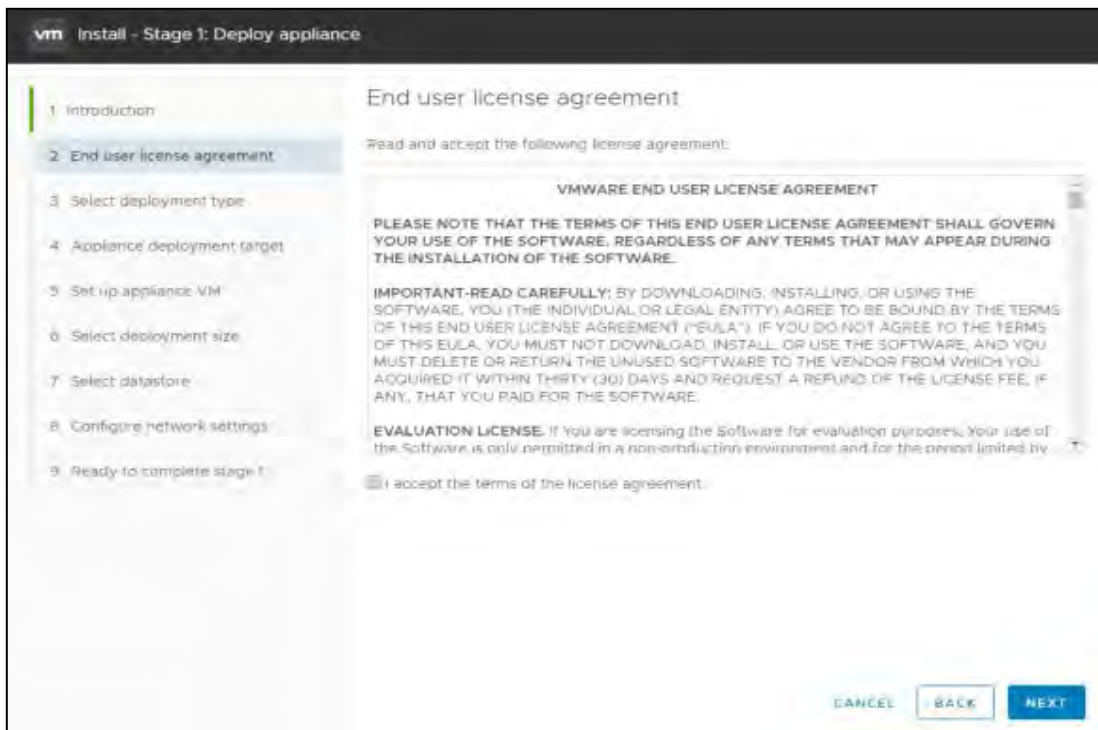 vm Install - Stage 1: Deploy appliance
1 Introduction
2 End user license agreement
3 Select deployment type
4 Appliance deployment target
5 Set up appliance VM
6 Select deployment size
7 Select datastore
8 Configure network settings
9 Ready to complete stage 1
End user license agreement
Read and accept the following license agreement.
VMWARE END USER LICENSE AGREEMENT
PLEASE NOTE THAT THE TERMS OF THIS END USER LICENSE AGREEMENT SHALL GOVERN
YOUR USE OF THE SOFTWARE, REGARDLESS OF ANY TERMS THAT MAY APPEAR DURING
THE INSTALLATION OF THE SOFTWARE.
IMPORTANT-READ CAREFULLY: BY DOWNLOADING, INSTALLING, OR USING THE
SOFTWARE, YOU (THE INDIVIDUAL OR LEGAL ENTITY) AGREE TO BE BOUND BY THE TERMS
OF THIS END USER LICENSE AGREEMENT ("EULA"). IF YOU DO NOT AGREE TO THE TERMS
OF THIS EULA, YOU MUST NOT DOWNLOAD, INSTALL, OR USE THE SOFTWARE, AND YOU
MUST DELETE OR RETURN THE UNUSED SOFTWARE TO THE VENDOR FROM WHICH YOU
ACQUIRED IT WITHIN THIRTY (30) DAYS AND REQUEST A REFUND OF THE LICENSE FEE, IF
ANY, THAT YOU PAID FOR THE SOFTWARE.
EVALUATION LICENSE. If You are licensing the Software for evaluation purposes, Your use of
the Software is only permitted in a non-production environment and for the period limited by
I accept the terms of the license agreement.
CANCEL
BACK
NEXT